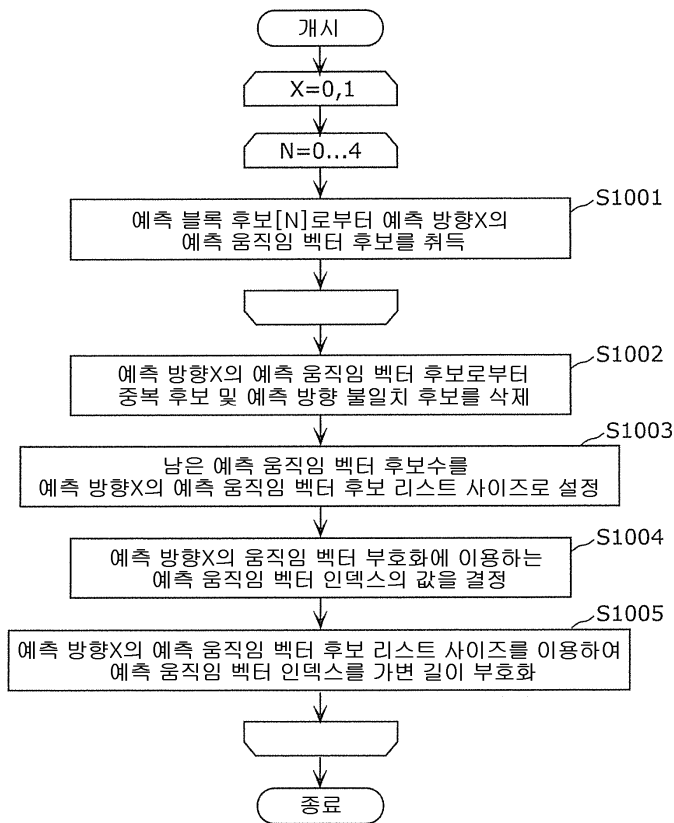 개시
X=0,1
N=0...4
S1001
예측 블록 후보[N]로부터 예측 방향X의
예측 움직임 벡터 후보를 취득
S1002
예측 방향X의 예측 움직임 벡터 후보로부터
중복 후보 및 예측 방향 불일치 후보를 삭제
S1003
남은 예측 움직임 벡터 후보수를
예측 방향X의 예측 움직임 벡터 후보 리스트 사이즈로 설정
S1004
예측 방향X의 움직임 벡터 부호화에 이용하는
예측 움직임 벡터 인덱스의 값을 결정
S1005
예측 방향X의 예측 움직임 벡터 후보 리스트 사이즈를 이용하여
예측 움직임 벡터 인덱스를 가변 길이 부호화
종료